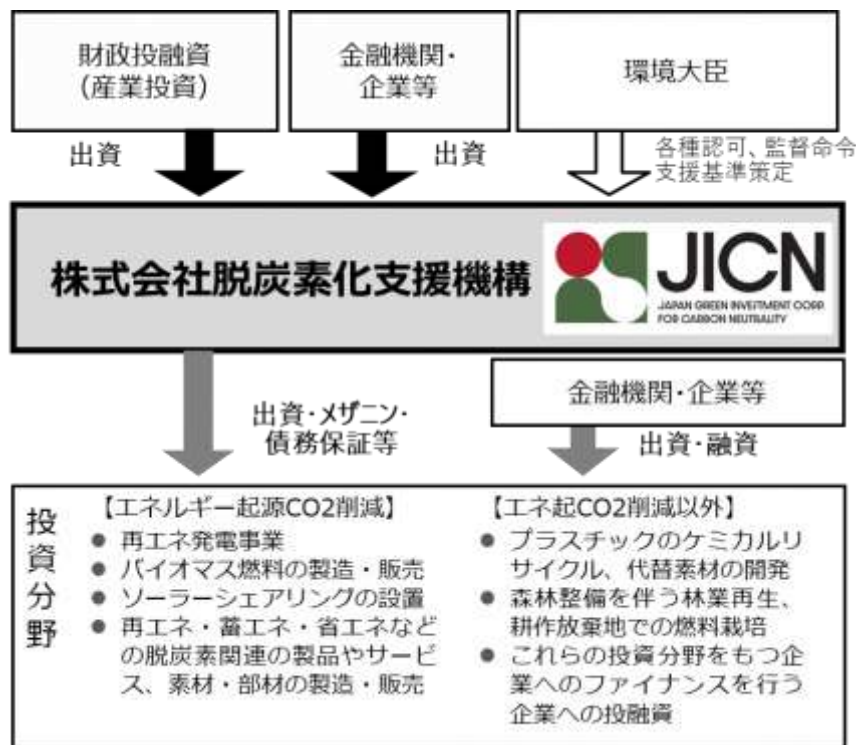 財政投融資
(産業投資)
金融機関・
企業等
環境大臣
出資
出資
各種認可、監督命令
支援基準策定
株式会社脱炭素化支援機構
JICN
JAPAN GREEN INVESTMENT CORP.
FOR CARBON NEUTRALITY
金融機関・企業等
出資・メザニン・
債務保証等
出資・融資
投資分野
【エネルギー起源CO2削減】
● 再エネ発電事業
● バイオマス燃料の製造・販売
● ソーラーシェアリングの設置
● 再エネ・蓄エネ・省エネなど
の脱炭素関連の製品やサービ
ス、素材・部材の製造・販売
【エネ起CO2削減以外】
● プラスチックのケミカルリ
サイクル、代替素材の開発
● 森林整備を伴う林業再生、
耕作放棄地での燃料栽培
● これらの投資分野をもつ企
業へのファイナンスを行う
企業への投融資